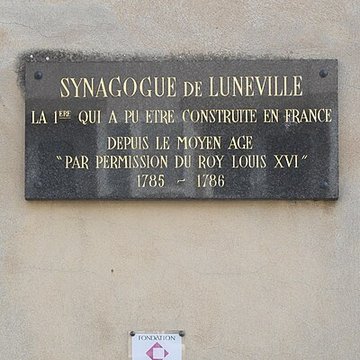 SYNAGOGUE DE LUNEVILLE
LA 1ERE QUI A PU ETRE CONSTRUITE EN FRANCE
DEPUIS LE MOYEN AGE
"PAR PERMISSION DU ROY LOUIS XVI"
1785 - 1786
FONDATION